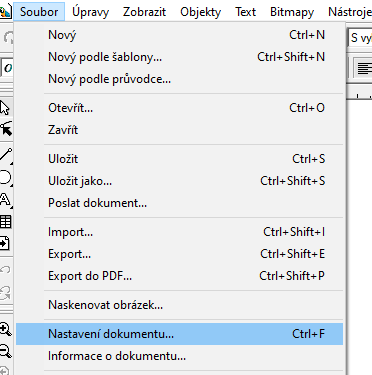 Soubor Úpravy Zobrazit Objekty Text Bitmapy Nástroje
Nový Ctrl+N
Nový podle šablony... Ctrl+Shift+N
Nový podle průvodce...
Otevřít... Ctrl+O
Zavřít
Uložit Ctrl+S
Uložit jako... Ctrl+Shift+S
Poslat dokument...
Import... Ctrl+Shift+I
Export... Ctrl+Shift+E
Export do PDF... Ctrl+Shift+P
Naskenovat obrázek...
Nastavení dokumentu... Ctrl+F
Informace o dokumentu...
S vy